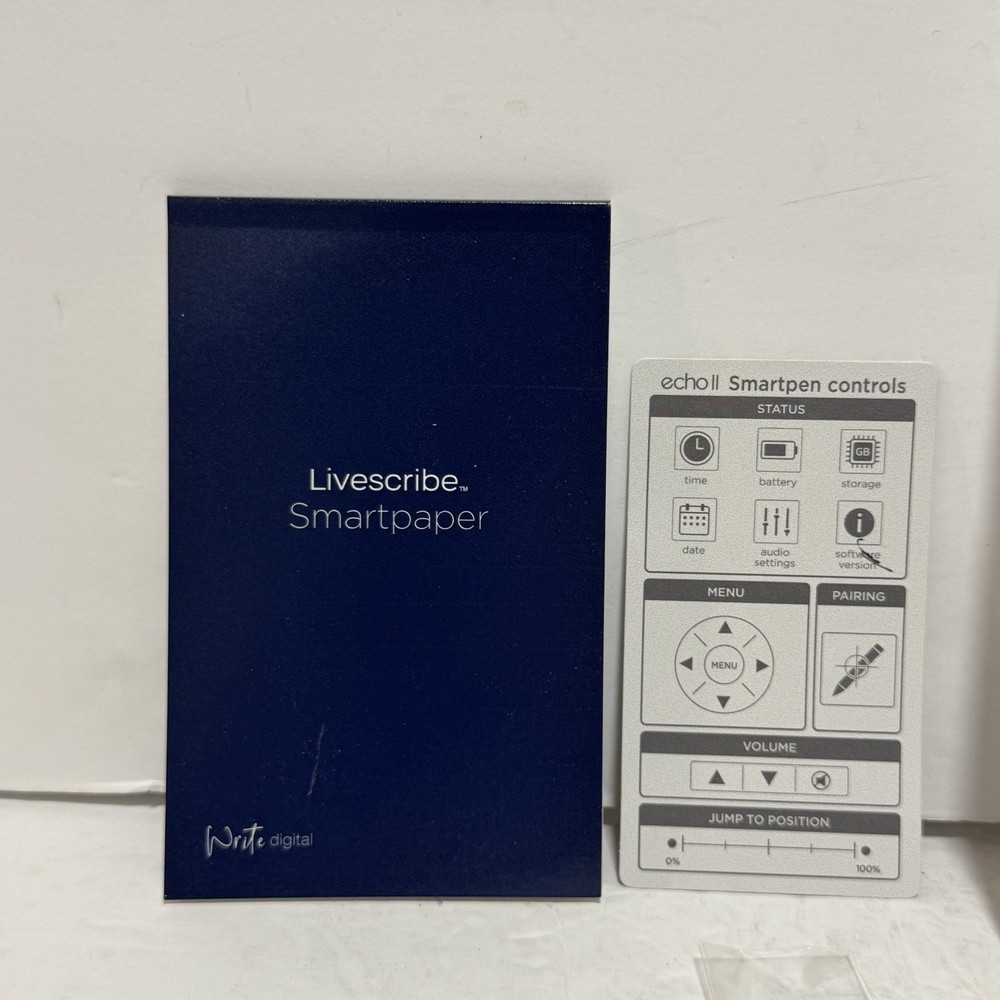 Livescribe™
Smartpaper
Write digital
echo II Smartpen controls
STATUS
time
battery
GB
storage
date
audio
settings
i
software
version
MENU
MENU
PAIRING
VOLUME
JUMP TO POSITION
0%
100%